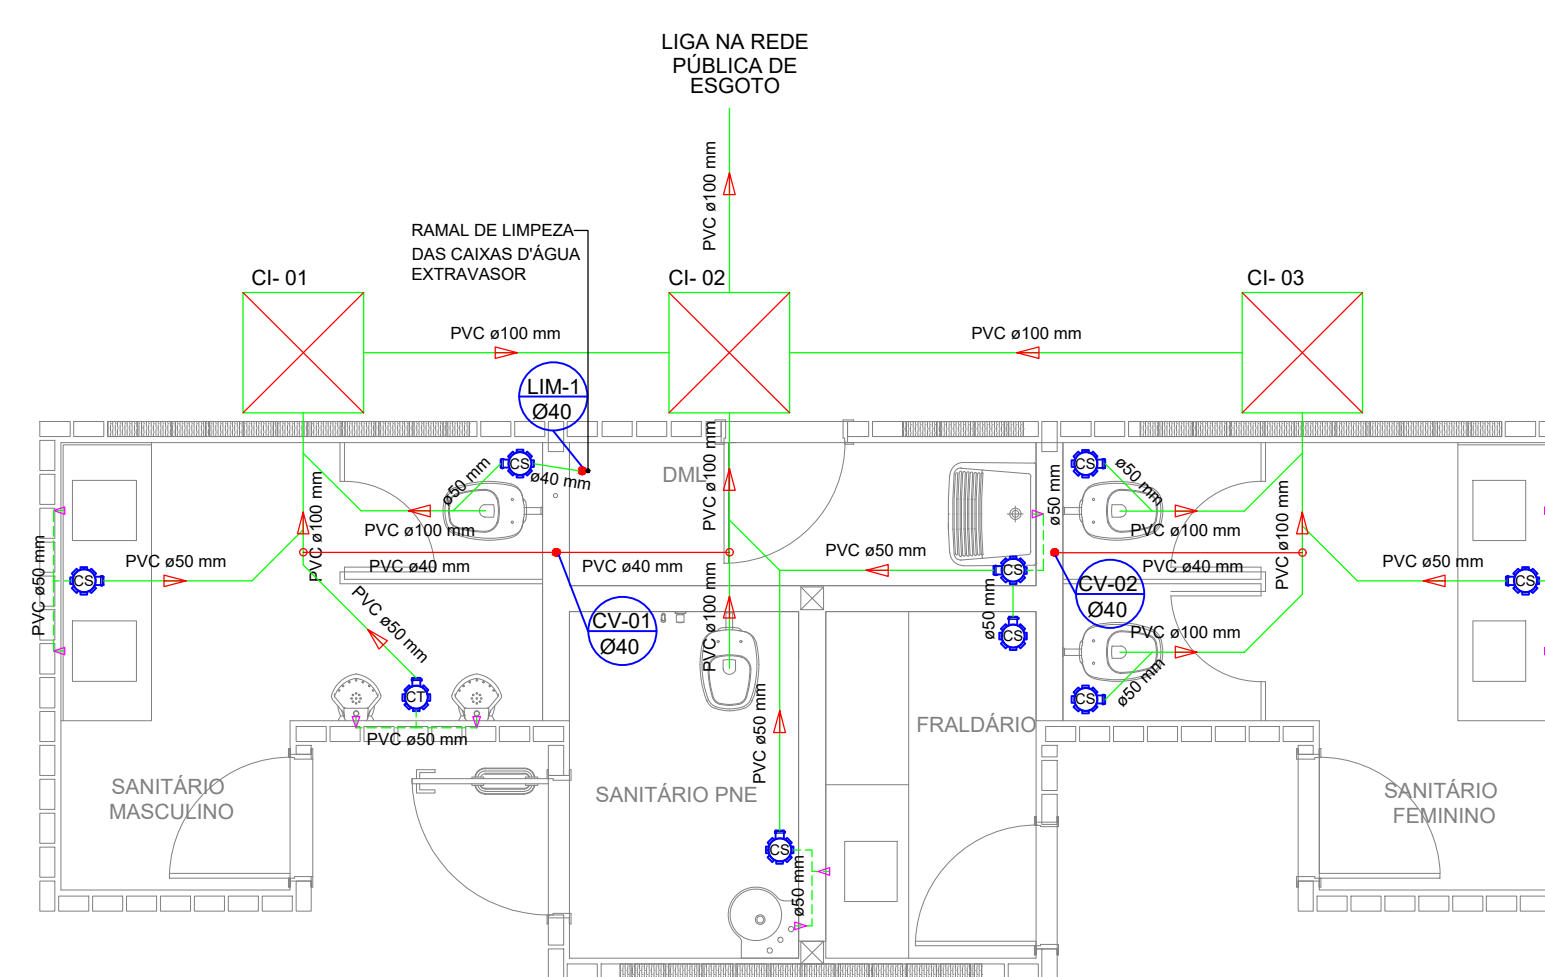 LIGA NA REDE
PÚBLICA DE
ESGOTO
PVC ø100 mm
RAMAL DE LIMPEZA
DAS CAIXAS D'ÁGUA
EXTRAVASOR
CI- 01
CI- 02
CI- 03
PVC ø100 mm
PVC ø100 mm
LIM-1
Ø40
CS
ø40 mm
ø50 mm
DML
PVC ø100 mm
ø50 mm
CS
ø50 mm
PVC ø100 mm
PVC ø100 mm
PVC ø100 mm
PVC ø100 mm
PVC ø50 mm
CS
PVC ø50 mm
PVC ø40 mm
PVC ø40 mm
PVC ø50 mm
CS
PVC ø40 mm
PVC ø50 mm
CS
CV-01
Ø40
CV-02
Ø40
PVC ø50 mm
PVC ø100 mm
ø50 mm
CS
PVC ø100 mm
ø50 mm
CS
CT
PVC ø50 mm
PVC ø50 mm
FRALDÁRIO
SANITÁRIO
MASCULINO
SANITÁRIO PNE
SANITÁRIO
FEMININO
CS
ø50 mm